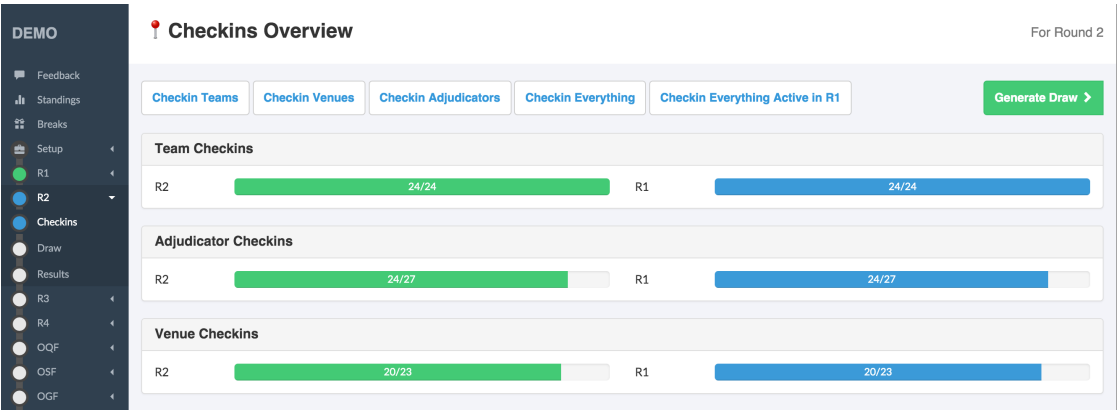 DEMO
Feedback
Standings
Breaks
Setup
R1
R2
Checkins
Draw
Results
R3
R4
OQF
OSF
OGF
Checkins Overview
For Round 2
Checkin Teams
Checkin Venues
Checkin Adjudicators
Checkin Everything
Checkin Everything Active in R1
Generate Draw
Team Checkins
R2 24/24 R1 24/24
Adjudicator Checkins
R2 24/27 R1 24/27
Venue Checkins
R2 20/23 R1 20/23